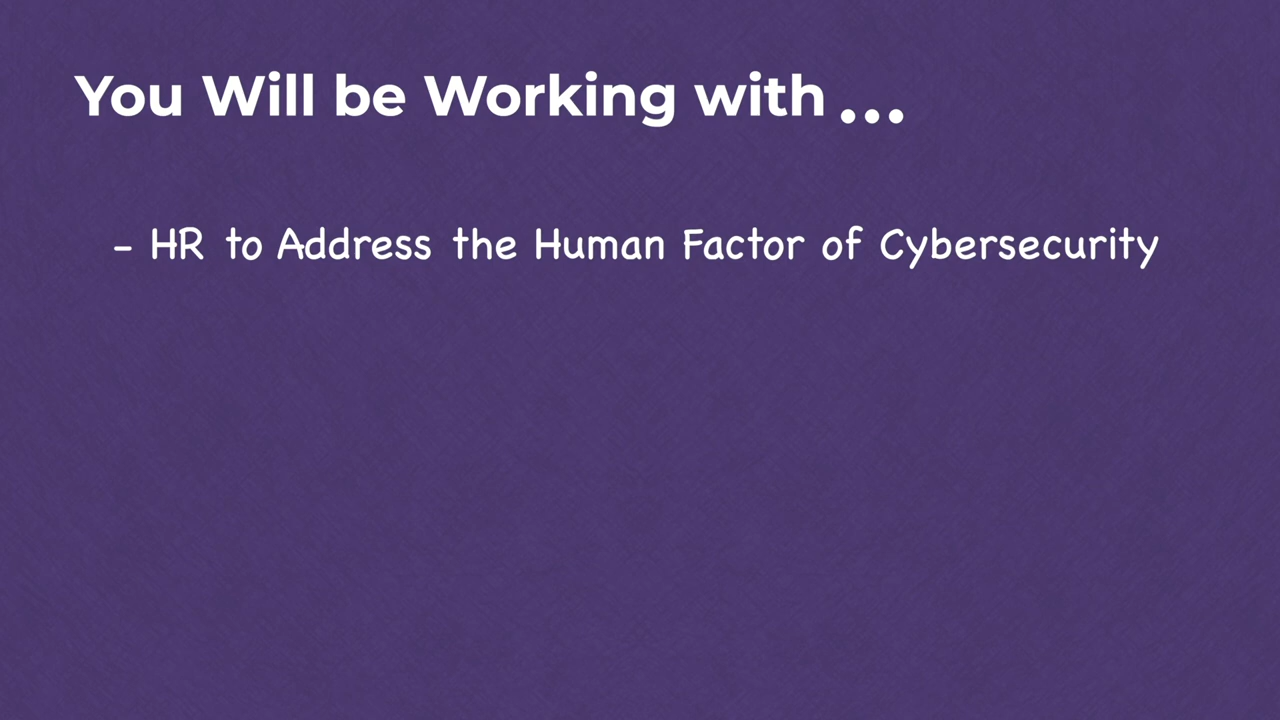 You Will be Working with...
- HR to Address the Human Factor of Cybersecurity